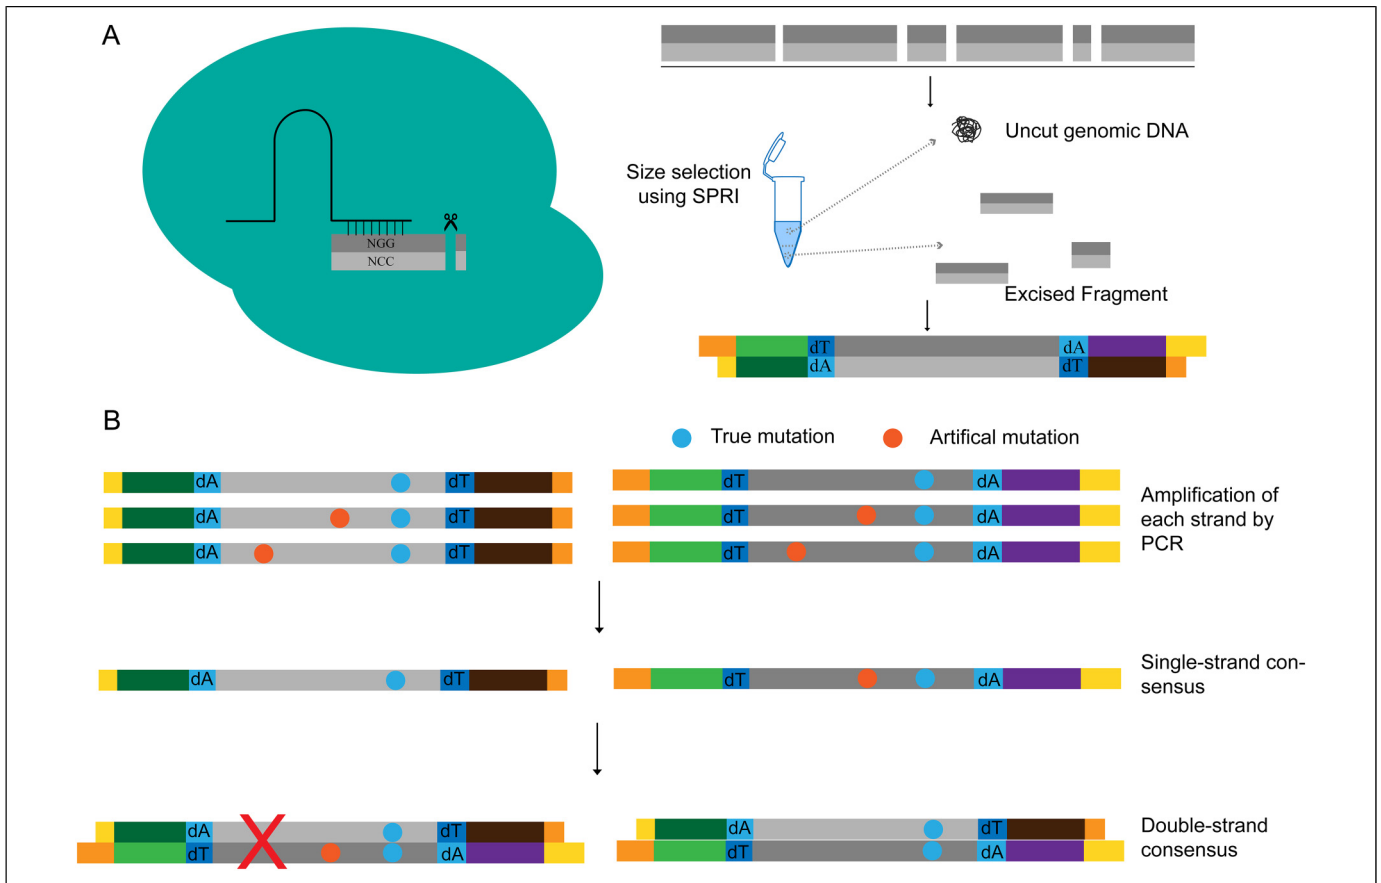 A
NGG
NCC
Size selection
using SPRI
Uncut genomic DNA
Excised Fragment
dT dA
dA dT
B
True mutation Artifical mutation
dA dT dT dA
dA dT dT dA
dA dT dT dA
Amplification of
each strand by
PCR
dA dT dT dA
Single-strand con-
sensus
dA dT dA dT
dT dA dT dA
Double-strand
consensus